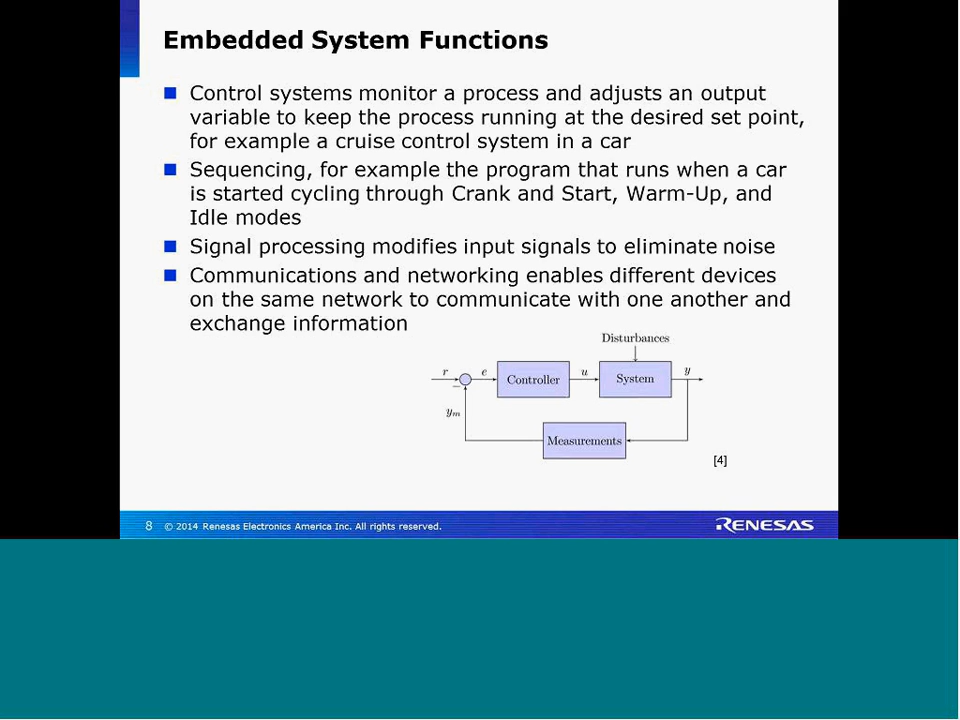 Embedded System Functions
Control systems monitor a process and adjusts an output
variable to keep the process running at the desired set point,
for example a cruise control system in a car
Sequencing, for example the program that runs when a car
is started cycling through Crank and Start, Warm-Up, and
Idle modes
Signal processing modifies input signals to eliminate noise
Communications and networking enables different devices
on the same network to communicate with one another and
exchange information
Disturbances
r
e
Controller
u
System
y
−
yₘ
Measurements
[4]
8 © 2014 Renesas Electronics America Inc. All rights reserved.
RENESAS